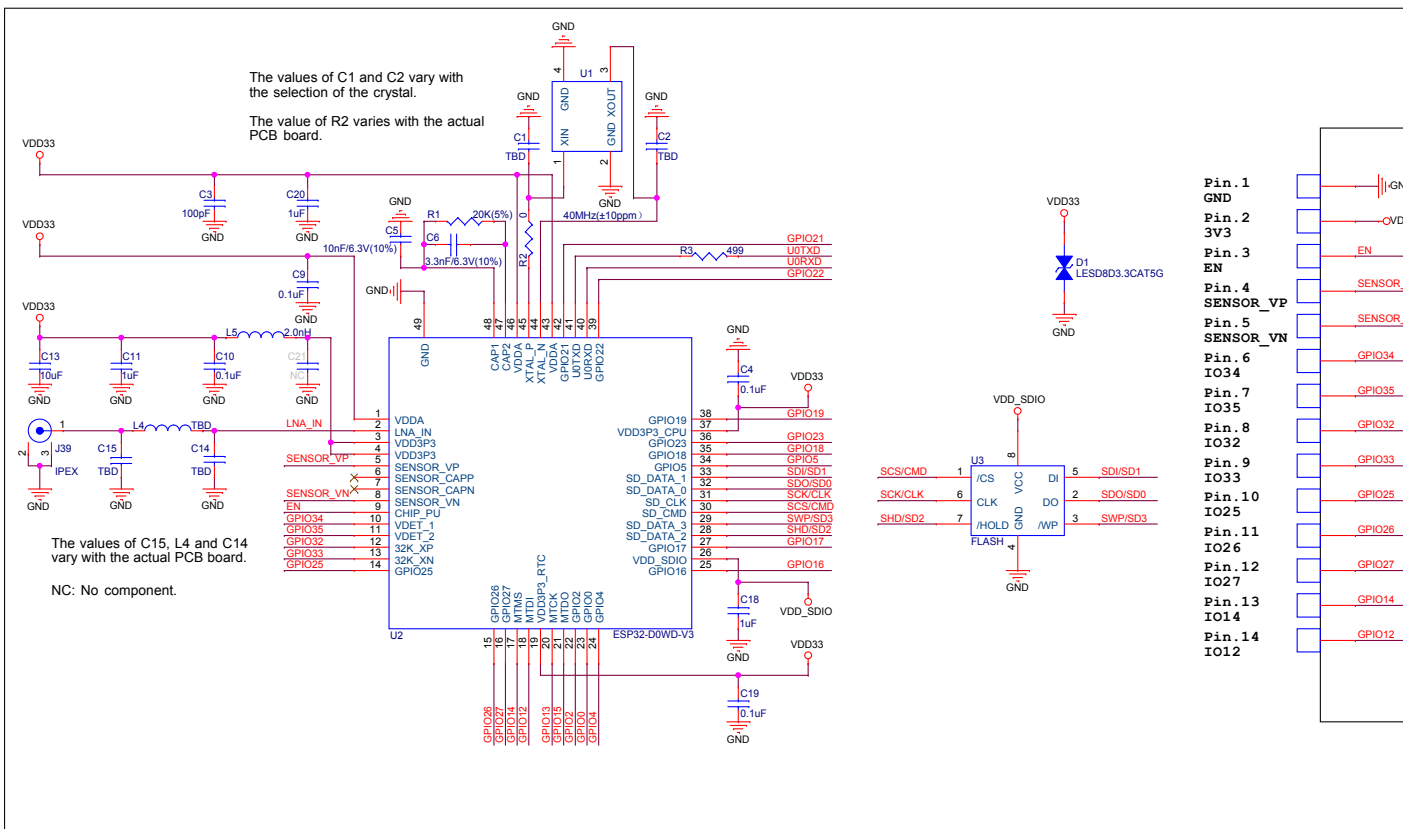 The values of C1 and C2 vary with
the selection of the crystal.
The value of R2 varies with the actual
PCB board.
GND
4
3
U1
GND
XOUT
XIN
GND
1
2
GND
GND
C1
TBD
GND
C2
TBD
VDD33
C3
100pF
GND
C20
1uF
GND
VDD33
C9
0.1uF
GND
GND
C5
10nF/6.3V(10%)
R1
20K(5%)
C6
3.3nF/6.3V(10%)
R2
0
40MHz(±10ppm）
R3
499
GPIO21
U0TXD
U0RXD
GPIO22
GND
VDD33
L5
2.0nH
C13
10uF
GND
C11
1uF
GND
C10
0.1uF
GND
C21
NC
GND
1
2
3
J39
IPEX
GND
L4
TBD
C15
TBD
GND
C14
TBD
GND
The values of C15, L4 and C14
vary with the actual PCB board.
NC: No component.
LNA_IN
SENSOR_VP
SENSOR_VN
EN
GPIO34
GPIO35
GPIO32
GPIO33
GPIO25
49
GND
48
CAP1
47
CAP2
46
VDDA
45
XTAL_P
44
XTAL_N
43
VDDA
42
GPIO21
41
U0TXD
40
U0RXD
39
GPIO22
1
VDDA
2
LNA_IN
3
VDD3P3
4
VDD3P3
5
SENSOR_VP
6
SENSOR_CAPP
7
SENSOR_CAPN
8
SENSOR_VN
9
CHIP_PU
10
VDET_1
11
VDET_2
12
32K_XP
13
32K_XN
14
GPIO25
GPIO19
38
GPIO19
VDD3P3_CPU
37
GPIO23
36
GPIO23
GPIO18
35
GPIO18
GPIO5
34
GPIO5
SD_DATA_1
33
SDI/SD1
SD_DATA_0
32
SDO/SD0
SD_CLK
31
SCK/CLK
SD_CMD
30
SCS/CMD
SD_DATA_3
29
SWP/SD3
SD_DATA_2
28
SHD/SD2
GPIO17
27
GPIO17
VDD_SDIO
26
GPIO16
25
GPIO16
GPIO26
15
GPIO26
GPIO27
16
GPIO27
MTMS
17
GPIO14
MTDI
18
GPIO12
VDD3P3_RTC
19
MTCK
20
GPIO13
MTDO
21
GPIO15
GPIO2
22
GPIO2
GPIO0
23
GPIO0
GPIO4
24
GPIO4
U2
ESP32-D0WD-V3
GND
C4
0.1uF
VDD33
C18
1uF
GND
VDD_SDIO
VDD33
C19
0.1uF
GND
VDD33
D1
LESD8D3.3CAT5G
GND
VDD_SDIO
8
U3
SCS/CMD
1
/CS
SCK/CLK
6
CLK
SHD/SD2
7
/HOLD
VCC
GND
DI
5
SDI/SD1
DO
2
SDO/SD0
/WP
3
SWP/SD3
FLASH
4
GND
Pin.1
GND
GN
Pin.2
3V3
VD
Pin.3
EN
EN
Pin.4
SENSOR_VP
SENSOR_
Pin.5
SENSOR_VN
SENSOR_
Pin.6
IO34
GPIO34
Pin.7
IO35
GPIO35
Pin.8
IO32
GPIO32
Pin.9
IO33
GPIO33
Pin.10
IO25
GPIO25
Pin.11
IO26
GPIO26
Pin.12
IO27
GPIO27
Pin.13
IO14
GPIO14
Pin.14
IO12
GPIO12